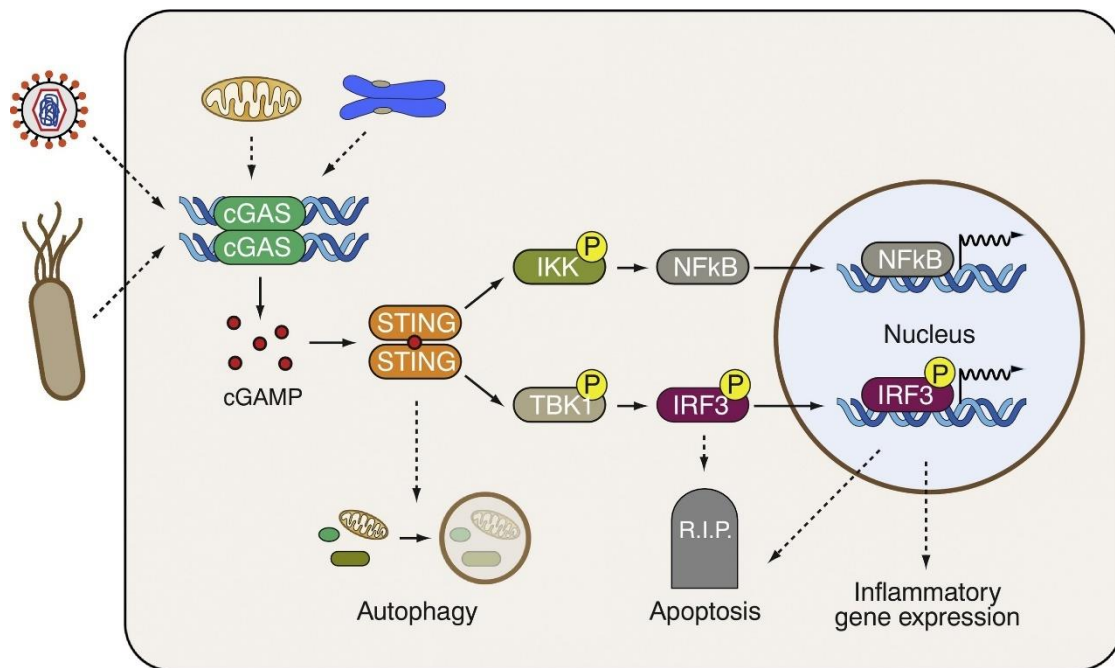 cGAS
cGAS
cGAMP
STING
STING
IKK
P
NFkB
TBK1
P
IRF3
P
NFkB
Nucleus
IRF3
P
Autophagy
R.I.P.
Apoptosis
Inflammatory
gene expression